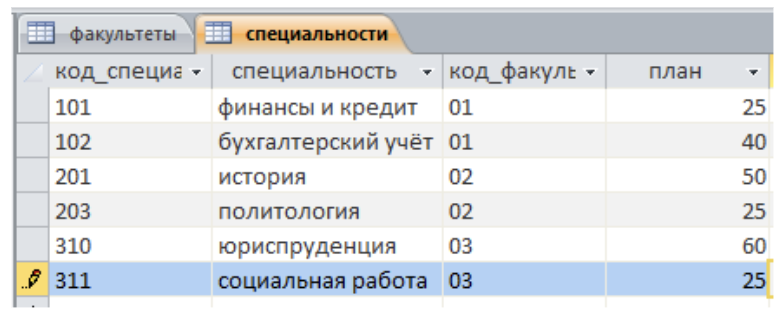 факультеты специальности
код_специа специальность код_факуль план
101 финансы и кредит 01 25
102 бухгалтерский учёт 01 40
201 история 02 50
203 политология 02 25
310 юриспруденция 03 60
311 социальная работа 03 25